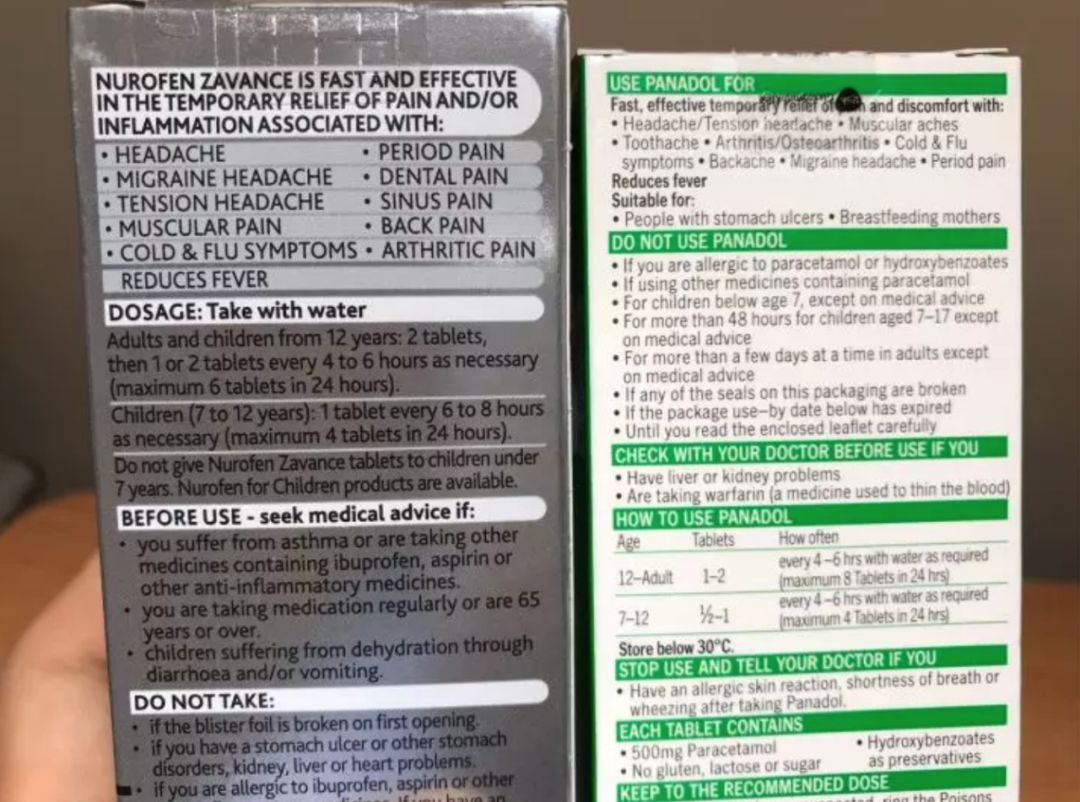 NUROFEN ZAVANCE IS FAST AND EFFECTIVE
IN THE TEMPORARY RELIEF OF PAIN AND/OR
INFLAMMATION ASSOCIATED WITH:
• HEADACHE • PERIOD PAIN
• MIGRAINE HEADACHE • DENTAL PAIN
• TENSION HEADACHE • SINUS PAIN
• MUSCULAR PAIN • BACK PAIN
• COLD & FLU SYMPTOMS • ARTHRITIC PAIN
REDUCES FEVER
DOSAGE: Take with water
Adults and children from 12 years: 2 tablets,
then 1 or 2 tablets every 4 to 6 hours as necessary
(maximum 6 tablets in 24 hours).
Children (7 to 12 years): 1 tablet every 6 to 8 hours
as necessary (maximum 4 tablets in 24 hours).
Do not give Nurofen Zavance tablets to children under
7 years. Nurofen for Children products are available.
BEFORE USE - seek medical advice if:
• you suffer from asthma or are taking other
medicines containing ibuprofen, aspirin or
other anti-inflammatory medicines.
• you are taking medication regularly or are 65
years or over.
• children suffering from dehydration through
diarrhoea and/or vomiting.
DO NOT TAKE:
• if the blister foil is broken on first opening.
• if you have a stomach ulcer or other stomach
disorders, kidney, liver or heart problems.
• if you are allergic to ibuprofen, aspirin or other
USE PANADOL FOR
Fast, effective temporary relief of and discomfort with:
• Headache/Tension headache • Muscular aches
• Toothache • Arthritis/Osteoarthritis • Cold & Flu
symptoms • Backache • Migraine headache • Period pain
Reduces fever
Suitable for:
• People with stomach ulcers • Breastfeeding mothers
DO NOT USE PANADOL
• If you are allergic to paracetamol or hydroxybenzoates
• If using other medicines containing paracetamol
• For children below age 7, except on medical advice
• For more than 48 hours for children aged 7–17 except
on medical advice
• For more than a few days at a time in adults except
on medical advice
• If any of the seals on this packaging are broken
• If the package use–by date below has expired
• Until you read the enclosed leaflet carefully
CHECK WITH YOUR DOCTOR BEFORE USE IF YOU
• Have liver or kidney problems
• Are taking warfarin (a medicine used to thin the blood)
HOW TO USE PANADOL
Age Tablets How often
12–Adult 1–2 every 4–6 hrs with water as required
(maximum 8 Tablets in 24 hrs)
7–12 ½–1 every 4–6 hrs with water as required
(maximum 4 Tablets in 24 hrs)
Store below 30°C.
STOP USE AND TELL YOUR DOCTOR IF YOU
• Have an allergic skin reaction, shortness of breath or
wheezing after taking Panadol.
EACH TABLET CONTAINS
• 500mg Paracetamol • Hydroxybenzoates
• No gluten, lactose or sugar as preservatives
KEEP TO THE RECOMMENDED DOSE
the Poisons